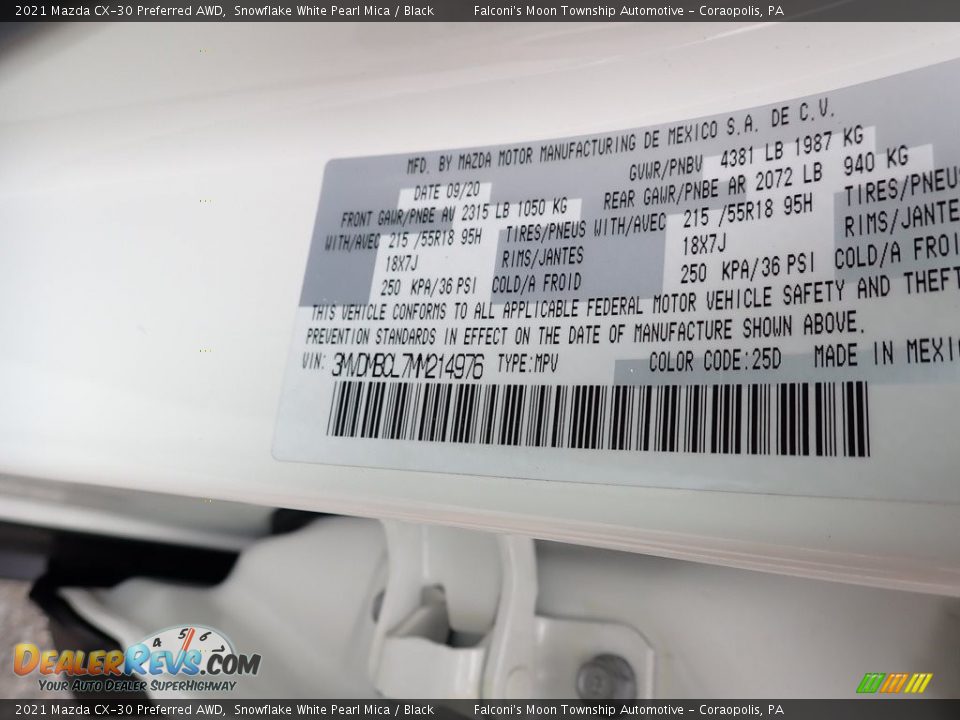 2021 Mazda CX-30 Preferred AWD, Snowflake White Pearl Mica / Black Falconi's Moon Township Automotive - Coraopolis, PA
MFD. BY MAZDA MOTOR MANUFACTURING DE MEXICO S.A. DE C.V.
DATE 09/20 GVWR/PNBV 4381 LB 1987 KG
FRONT GAWR/PNBE AV 2315 LB 1050 KG REAR GAWR/PNBE AR 2072 LB 940 KG
WITH/AVEC 215 /55R18 95H TIRES/PNEUS WITH/AVEC 215 /55R18 95H TIRES/PNEU
18X7J RIMS/JANTES 18X7J RIMS/JANTE
250 KPA/36 PSI COLD/A FROID 250 KPA/36 PSI COLD/A FROI
THIS VEHICLE CONFORMS TO ALL APPLICABLE FEDERAL MOTOR VEHICLE SAFETY AND THEFT
PREVENTION STANDARDS IN EFFECT ON THE DATE OF MANUFACTURE SHOWN ABOVE.
VIN: 3MVDMBCL7MM214976 TYPE:MPV COLOR CODE:25D MADE IN MEXI
4 5 6
DEALERREVS.COM
YOUR AUTO DEALER SUPERHIGHWAY
2021 Mazda CX-30 Preferred AWD, Snowflake White Pearl Mica / Black Falconi's Moon Township Automotive - Coraopolis, PA